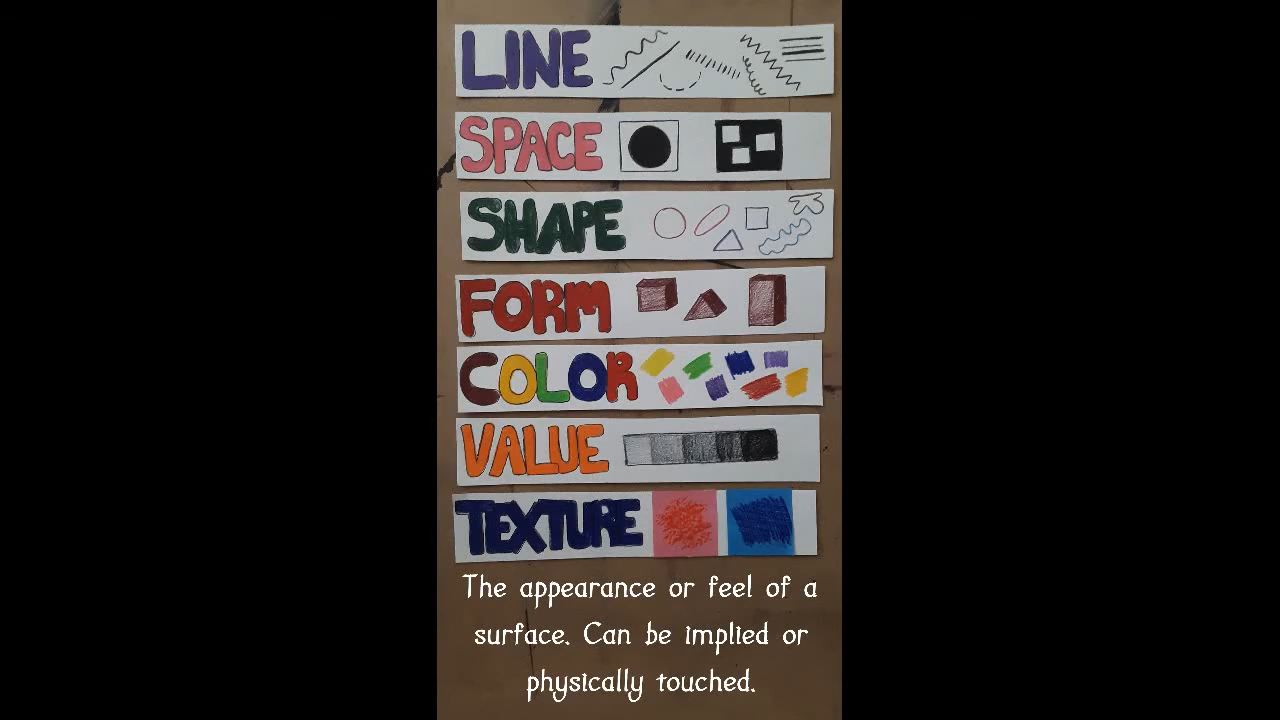 LINE
SPACE
SHAPE
FORM
COLOR
VALUE
TEXTURE
The appearance or feel of a
surface. Can be implied or
physically touched.